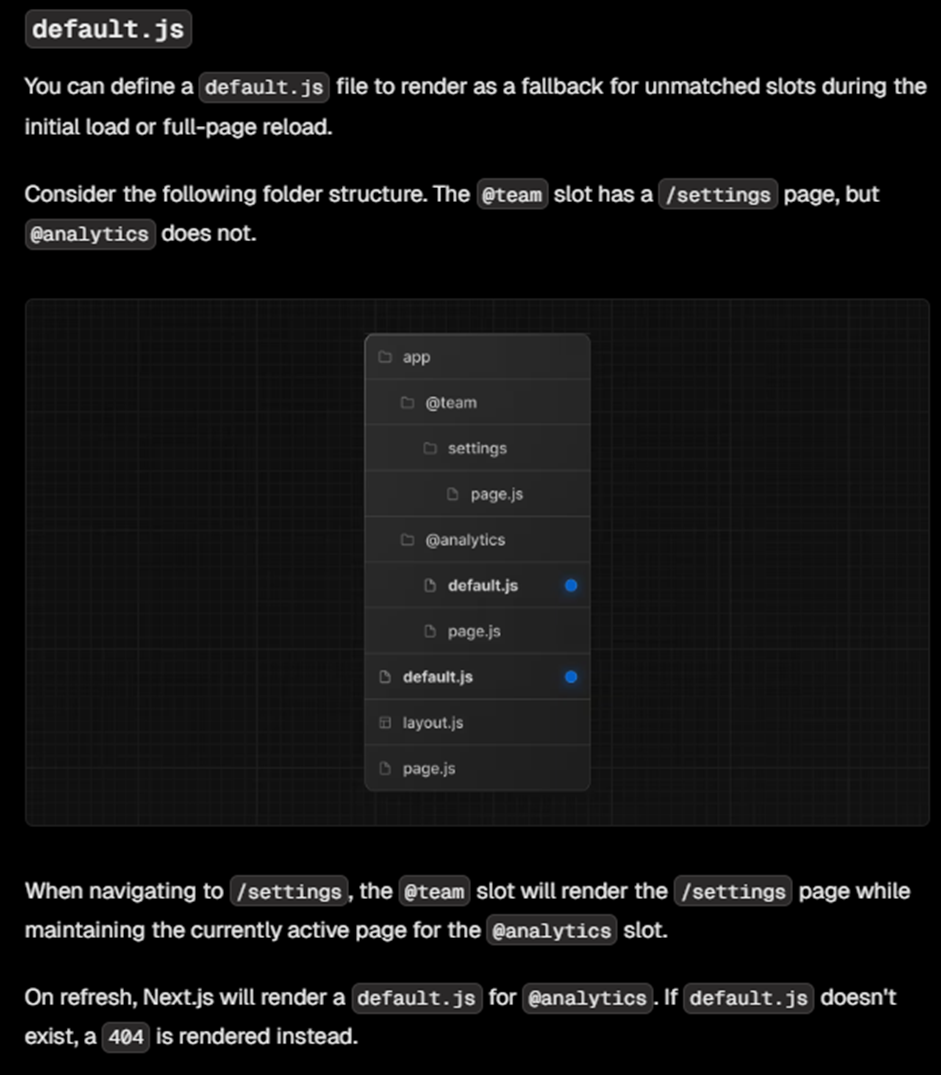 default.js
You can define a default.js file to render as a fallback for unmatched slots during the
initial load or full-page reload.
Consider the following folder structure. The @team slot has a /settings page, but
@analytics does not.
app
@team
settings
page.js
@analytics
default.js
page.js
default.js
layout.js
page.js
When navigating to /settings, the @team slot will render the /settings page while
maintaining the currently active page for the @analytics slot.
On refresh, Next.js will render a default.js for @analytics. If default.js doesn't
exist, a 404 is rendered instead.